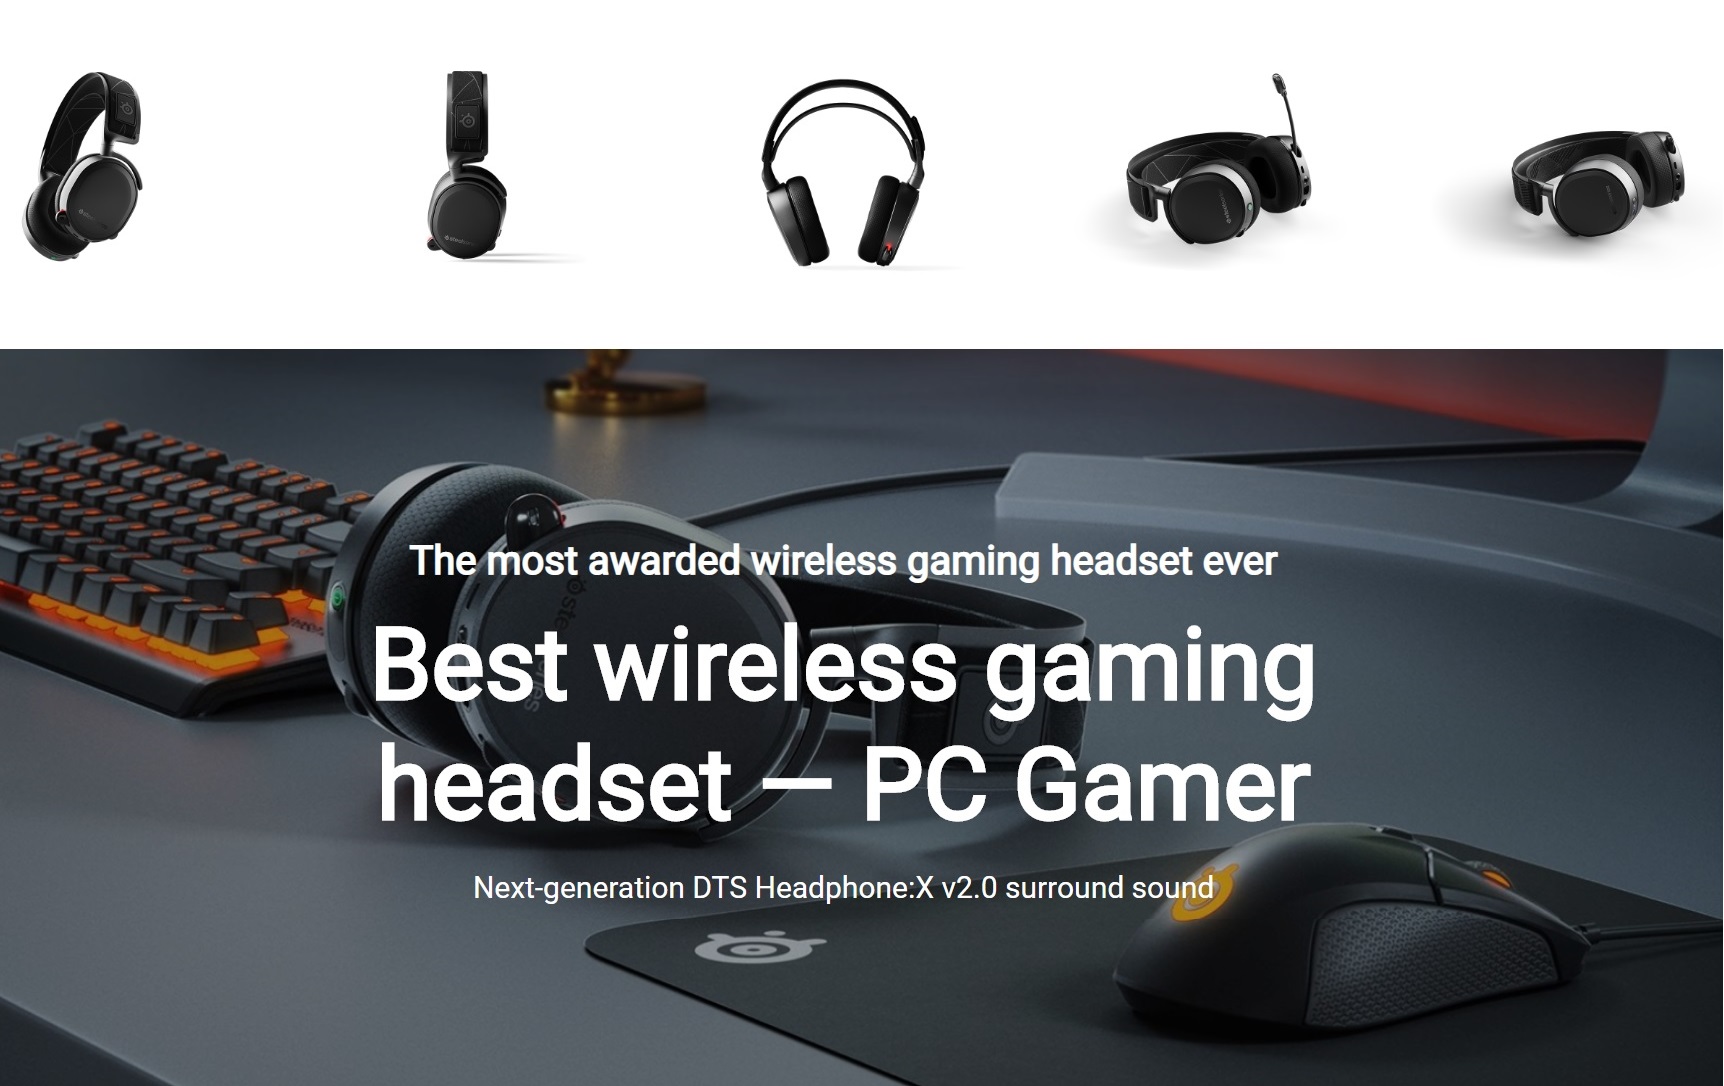 The most awarded wireless gaming headset ever
Best wireless gaming
headset — PC Gamer
Next-generation DTS Headphone:X v2.0 surround sound